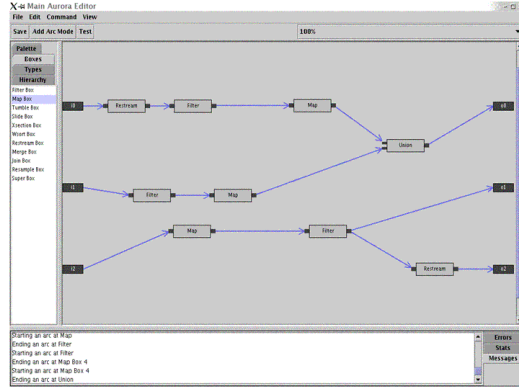 Main Aurora Editor
File Edit Command View
Save Add Arc Mode Test 100%
Palette
Boxes
Types
Hierarchy
Filter Box
Map Box
Tumble Box
Slide Box
Xsection Box
Wsort Box
Restream Box
Merge Box
Join Box
Resample Box
Super Box
i0 Restream Filter Map o0
Union
i1 Filter Map o1
Map Filter
i2 Restream o2
Starting an arc at Map
Ending an arc at Filter
Starting an arc at Filter
Ending an arc at Map Box 4
Starting an arc at Map Box 4
Ending an arc at Union
Errors
Stats
Messages